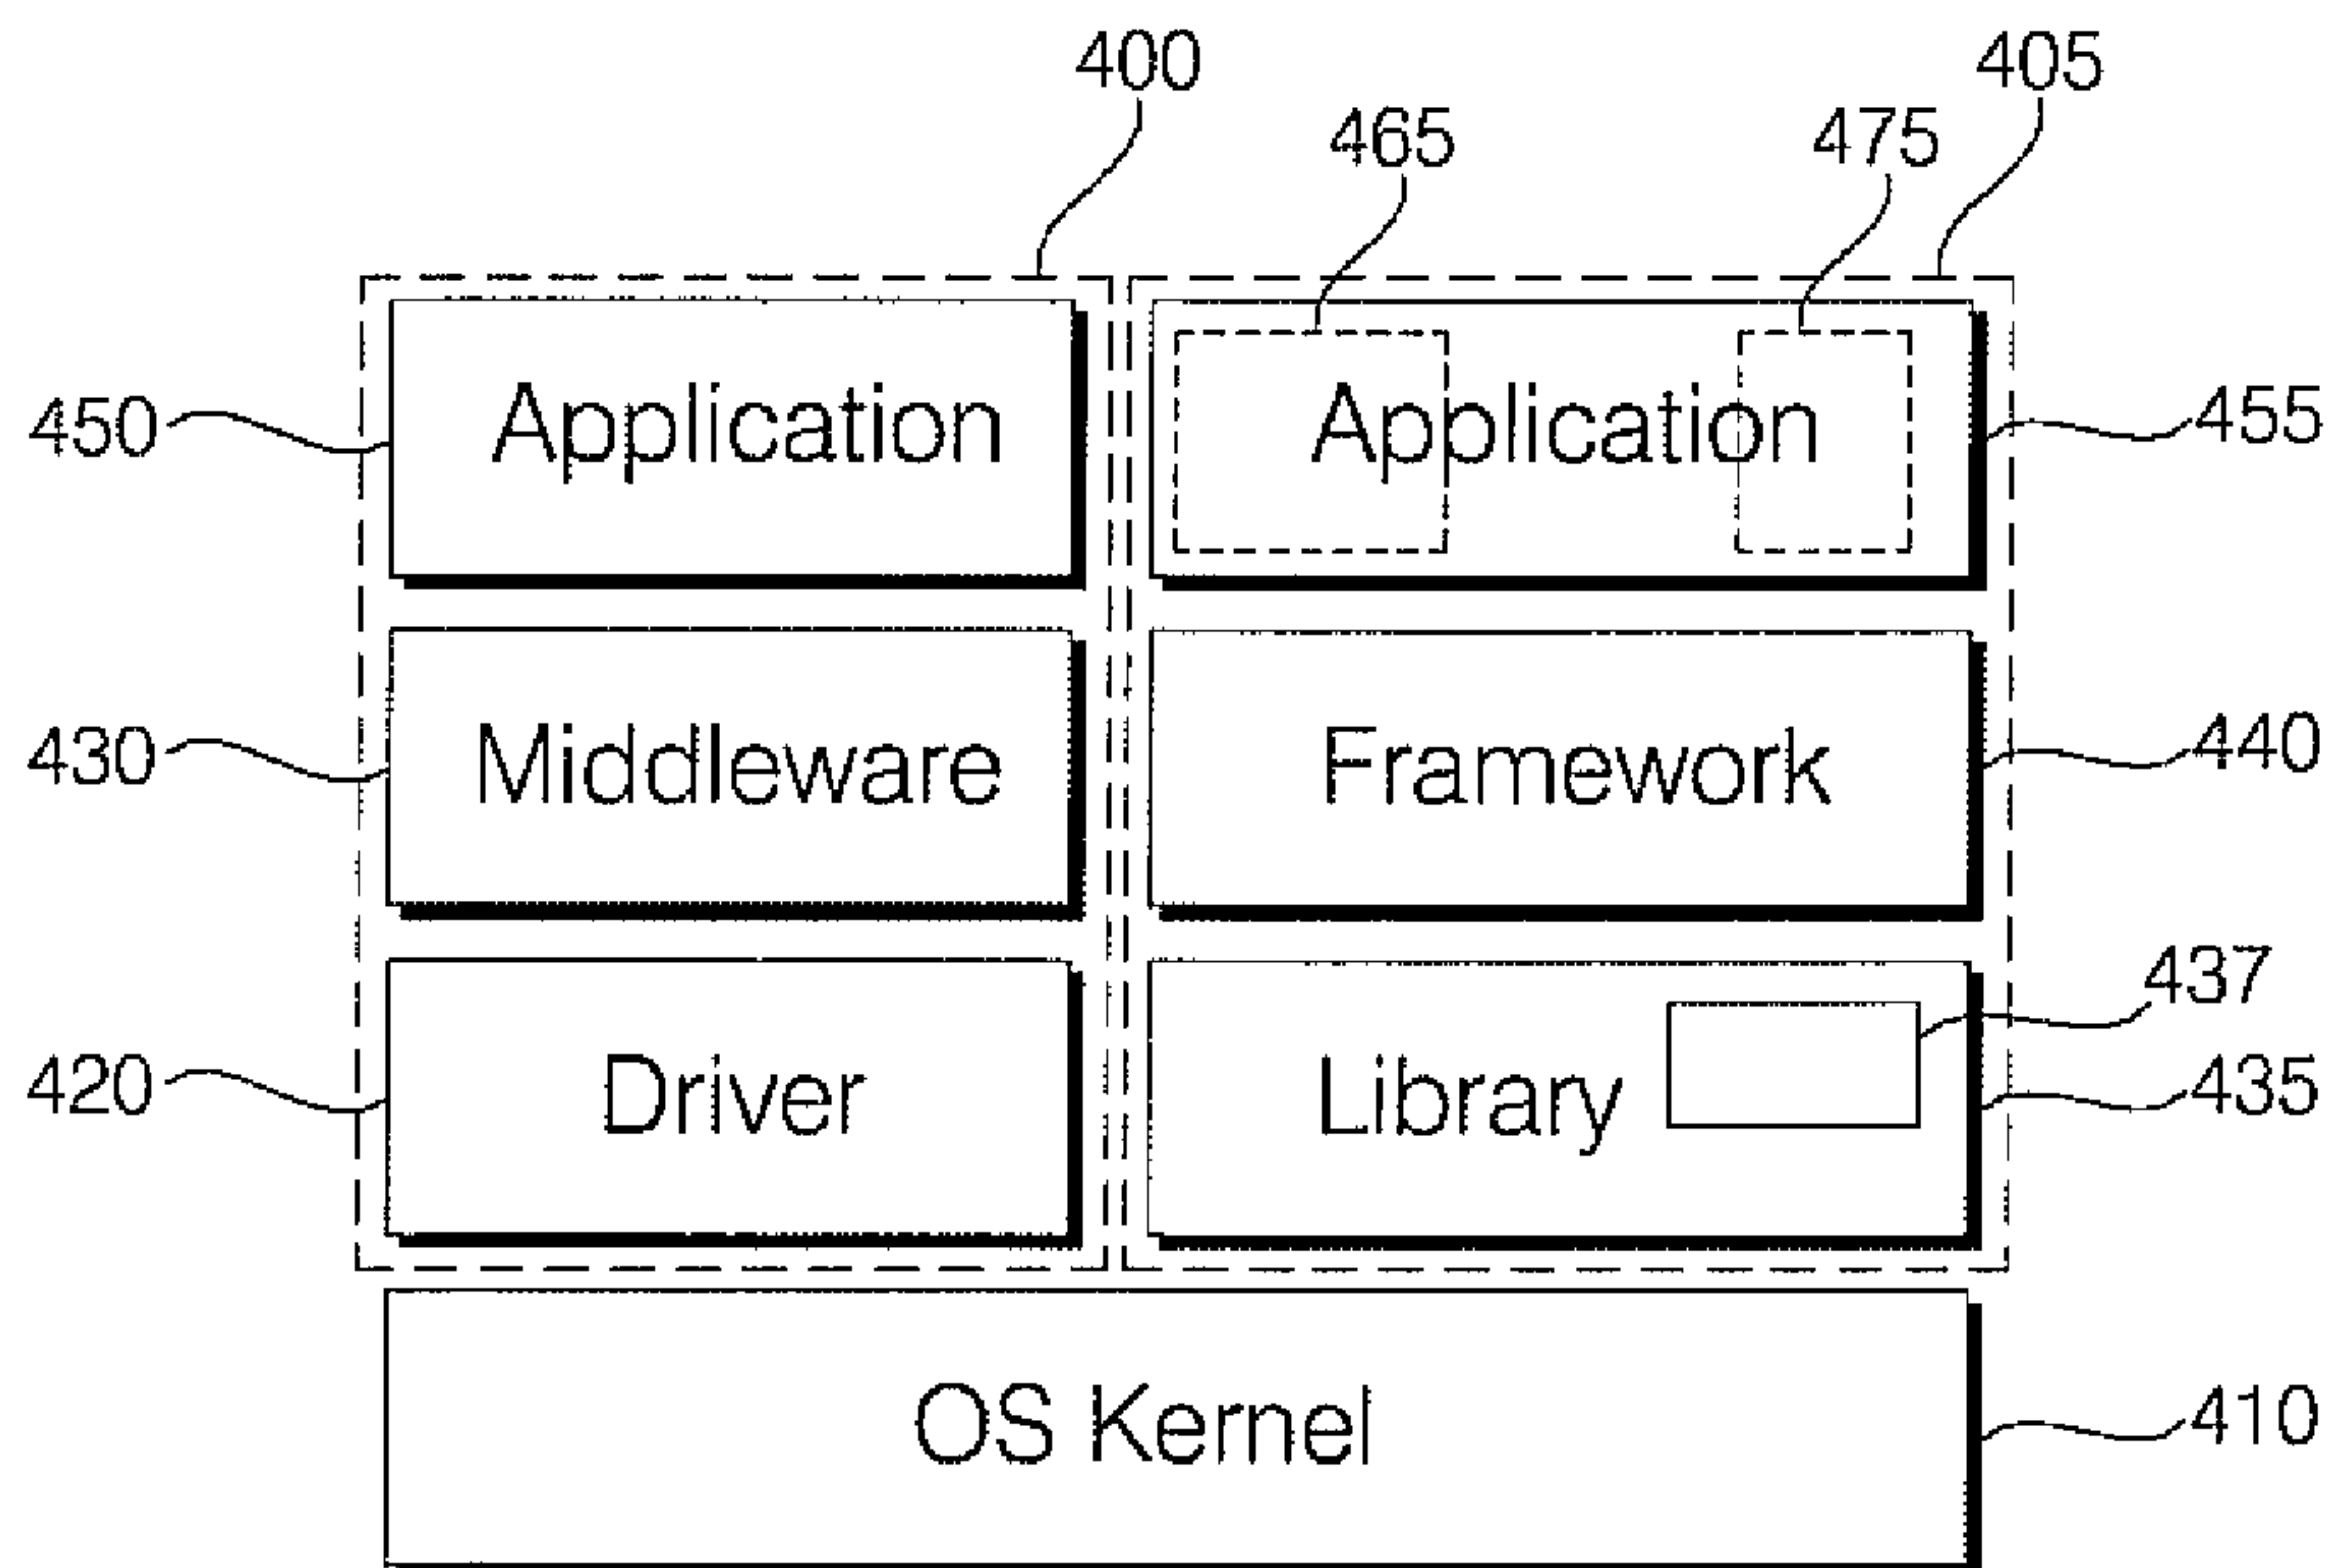 400 405
465 475
450 Application Application 455
430 Middleware Framework 440
437
420 Driver Library 435
OS Kernel 410